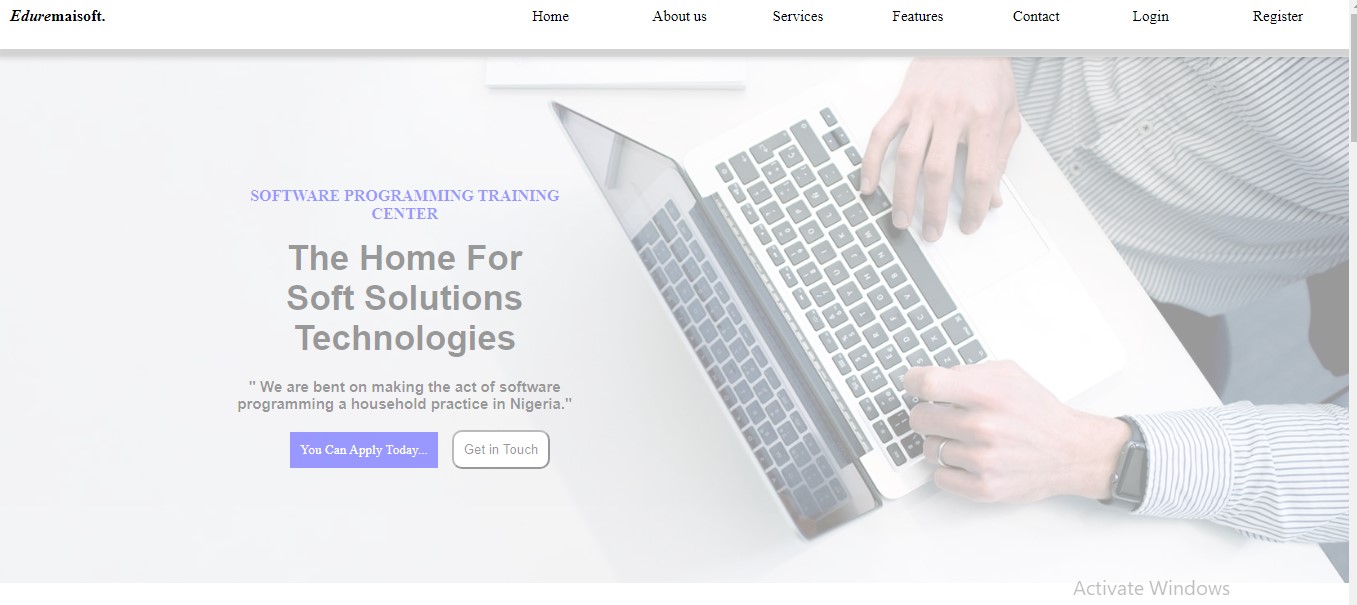 Eduremaisoft.
Home About us Services Features Contact Login Register
SOFTWARE PROGRAMMING TRAINING
CENTER
The Home For
Soft Solutions
Technologies
" We are bent on making the act of software
programming a household practice in Nigeria."
You Can Apply Today... Get in Touch
Activate Windows